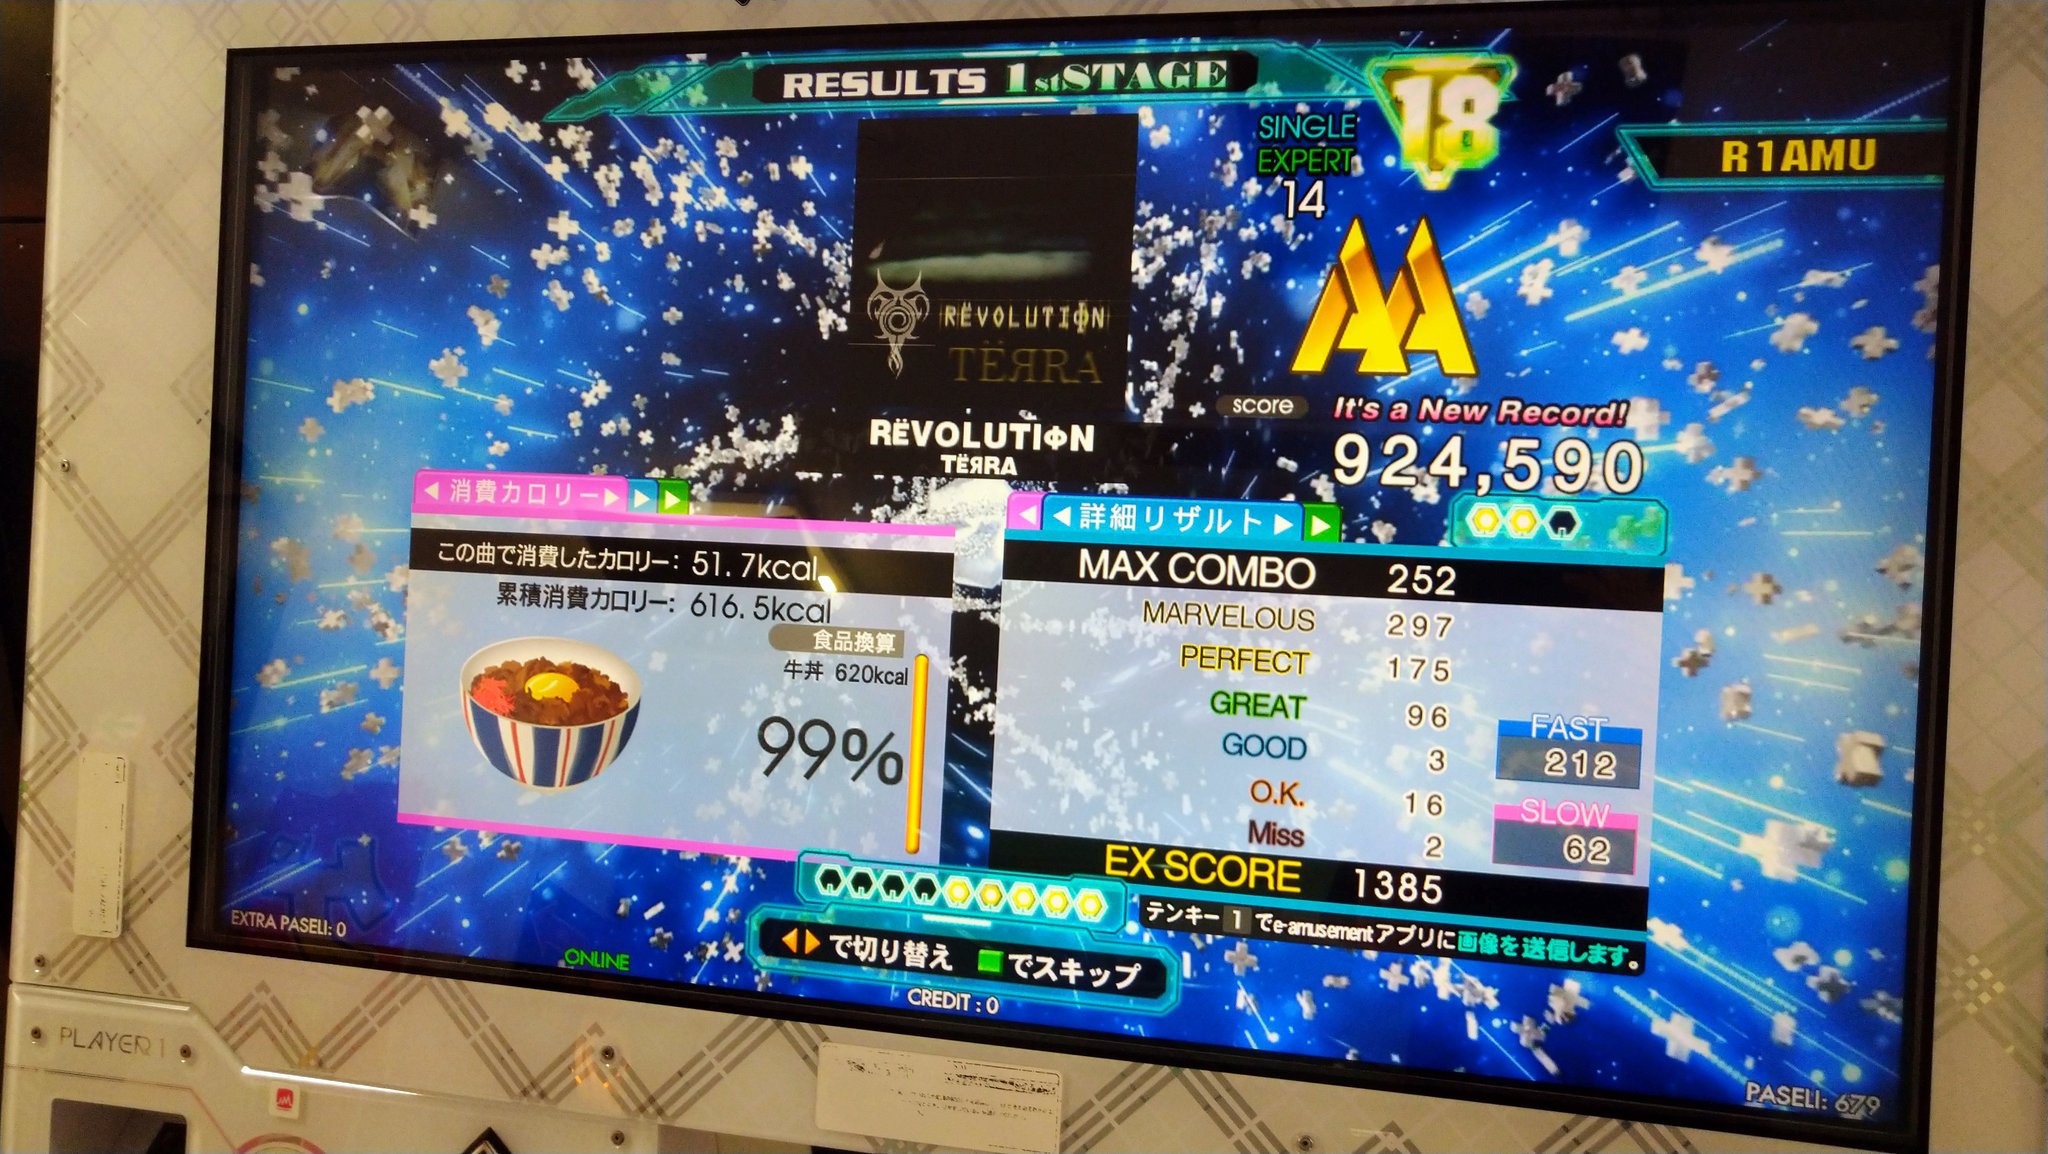 RESULTS 1stSTAGE
18
SINGLE
EXPERT
14
R1AMU
RËVOLUTIΦN
TËЯRA
AA
RËVOLUTIΦN
TËЯRA
score
It's a New Record!
924,590
◀ 消費カロリー ▶ ▶ ▶
この曲で消費したカロリー: 51.7kcal
累積消費カロリー: 616.5kcal
食品換算
牛丼 620kcal
99%
◀ ◀ 詳細リザルト ▶ ▶
MAX COMBO 252
MARVELOUS 297
PERFECT 175
GREAT 96
GOOD 3
O.K. 16
Miss 2
FAST
212
SLOW
62
EX SCORE 1385
テンキー 1 でe-amusementアプリに画像を送信します。
◀▶で切り替え ■でスキップ
EXTRA PASELI: 0
ONLINE
CREDIT : 0
PASELI: 679
PLAYER 1